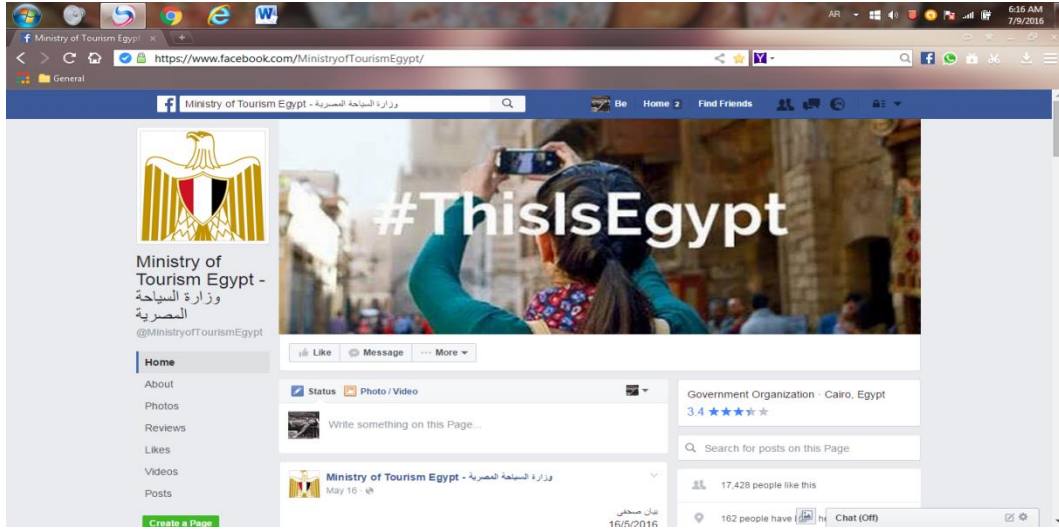 AR
6:16 AM
7/9/2016
Ministry of Tourism Egypt
https://www.facebook.com/MinistryofTourismEgypt/
General
Ministry of Tourism Egypt - وزارة السياحة المصرية
Be
Home 2
Find Friends
#ThisIsEgypt
Ministry of
Tourism Egypt -
وزارة السياحة
المصرية
@MinistryofTourismEgypt
Like
Message
More
Home
About
Photos
Reviews
Likes
Videos
Posts
Create a Page
Status
Photo / Video
Write something on this Page...
Ministry of Tourism Egypt - وزارة السياحة المصرية
May 16
بيان صحفى
16/5/2016
Government Organization · Cairo, Egypt
3.4
Search for posts on this Page
17,428 people like this
162 people have
Chat (Off)